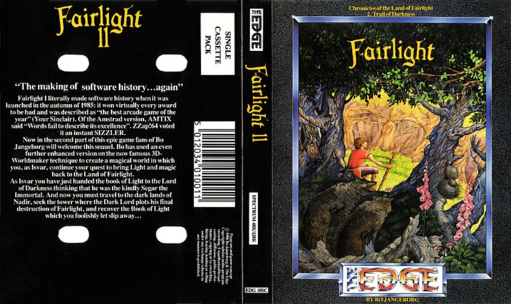 Fairlight
II
"The making of software history...again"
Fairlight I literally made software history when it was
launched in the autumn of 1985: it won virtually every award
to be had and was described as "the best arcade game of the
year" (Your Sinclair. Of the Amstrad version, AMTIX
said "Words fail to describe its excellence". ZZap!64 voted
it an instant SIZZLER.
Now in the second part of this epic game fans of Bo
Jangeborg will welcome this sequel. Bo has used an even
further enhanced version on the now famous 3D-
Worldmaker technique to create a magical world in which
you, as Isvar, continue your quest to bring Light and magic
back to the Land of Fairlight.
As Isvar you have just handed the book of Light to the Lord
of Darkness thinking that he was the kindly Segar the
Immortal. And now you must travel to the dark lands of
Nadir, seek the tower where the Dark Lord plots his final
destruction of Fairlight, and recover the Book of Light
which you foolishly let slip away...
SINGLE
CASSETTE
PACK
THE
EDGE
Fairlight II
SPECTRUM 48K/128K
Chronicles of the Land of Fairlight
2. Trail of Darkness
Fairlight
THE
EDGE
BY BO JANGEBORG